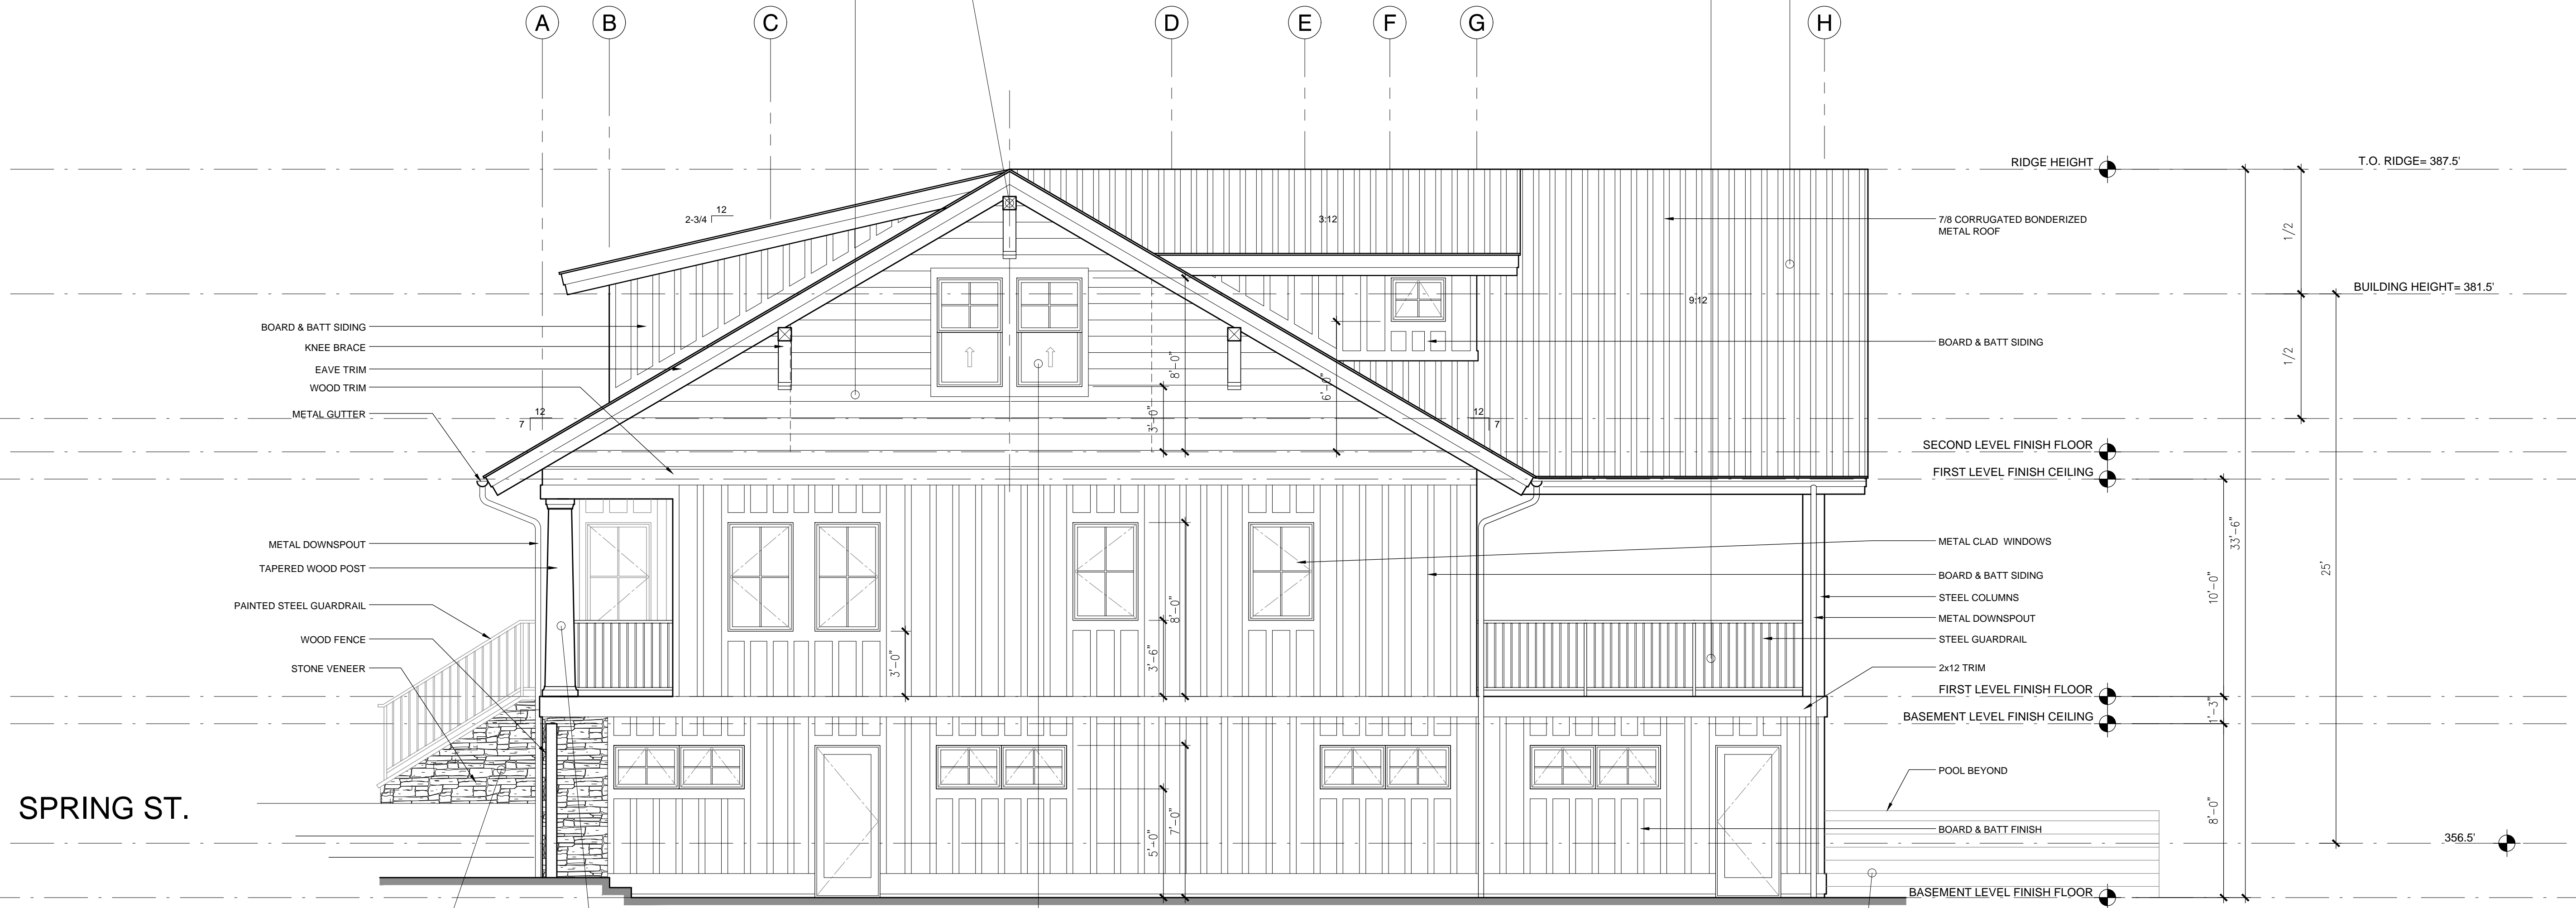 A
B
C
D
E
F
G
H
RIDGE HEIGHT
T.O. RIDGE= 387.5'
12
2-3/4
3:12
7/8 CORRUGATED BONDERIZED
METAL ROOF
1/2
BUILDING HEIGHT= 381.5'
9:12
BOARD & BATT SIDING
KNEE BRACE
EAVE TRIM
WOOD TRIM
METAL GUTTER
BOARD & BATT SIDING
1/2
8'-0"
3'-0"
6'-0"
12
7
12
7
SECOND LEVEL FINISH FLOOR
FIRST LEVEL FINISH CEILING
METAL DOWNSPOUT
TAPERED WOOD POST
PAINTED STEEL GUARDRAIL
WOOD FENCE
STONE VENEER
METAL CLAD WINDOWS
BOARD & BATT SIDING
STEEL COLUMNS
METAL DOWNSPOUT
STEEL GUARDRAIL
2x12 TRIM
33'-6"
25'
10'-0"
8'-0"
3'-0"
3'-6"
FIRST LEVEL FINISH FLOOR
1'-3"
BASEMENT LEVEL FINISH CEILING
POOL BEYOND
SPRING ST.
8'-0"
7'-0"
5'-0"
BOARD & BATT FINISH
356.5'
BASEMENT LEVEL FINISH FLOOR